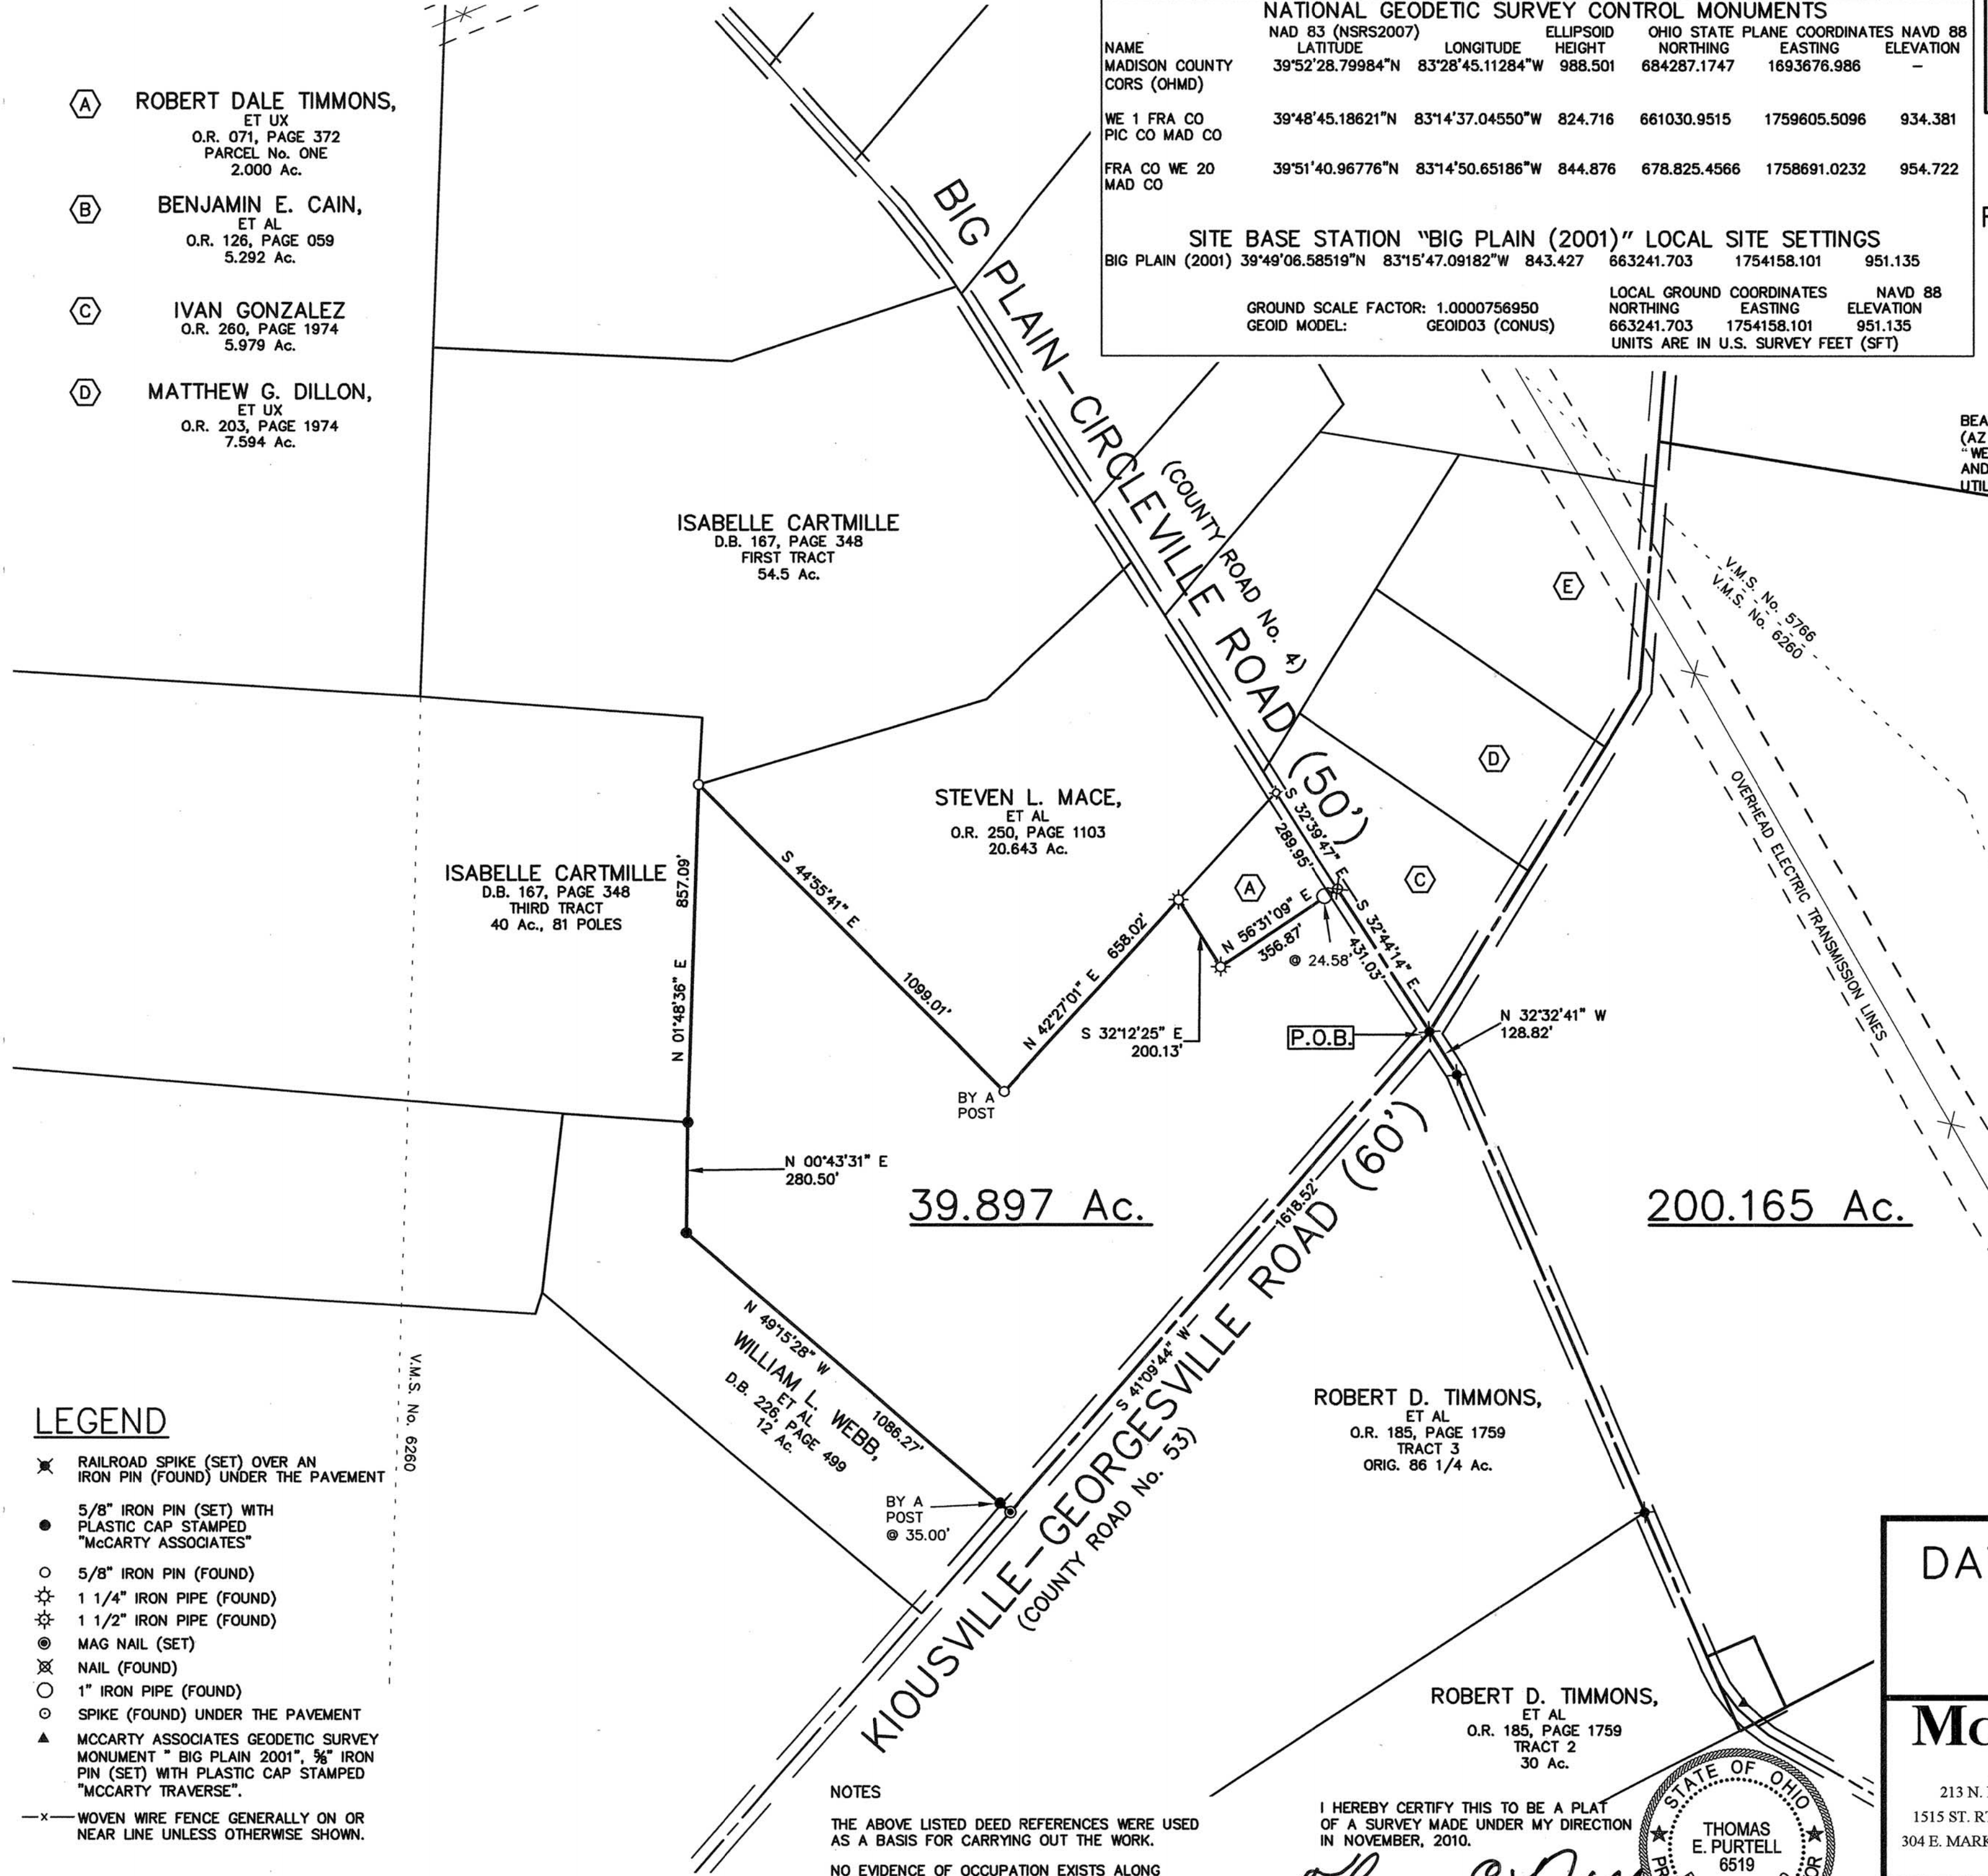 NATIONAL GEODETIC SURVEY CONTROL MONUMENTS
NAD 83 (NSRS2007) ELLIPSOID OHIO STATE PLANE COORDINATES NAVD 88
NAME LATITUDE LONGITUDE HEIGHT NORTHING EASTING ELEVATION
MADISON COUNTY 39°52'28.79984"N 83°28'45.11284"W 988.501 684287.1747 1693676.986 –
CORS (OHMD)
WE 1 FRA CO 39°48'45.18621"N 83°14'37.04550"W 824.716 661030.9515 1759605.5096 934.381
PIC CO MAD CO
FRA CO WE 20 39°51'40.96776"N 83°14'50.65186"W 844.876 678.825.4566 1758691.0232 954.722
MAD CO
SITE BASE STATION "BIG PLAIN (2001)" LOCAL SITE SETTINGS
BIG PLAIN (2001) 39°49'06.58519"N 83°15'47.09182"W 843.427 663241.703 1754158.101 951.135
LOCAL GROUND COORDINATES NAVD 88
GROUND SCALE FACTOR: 1.0000756950 NORTHING EASTING ELEVATION
GEOID MODEL: GEOID03 (CONUS) 663241.703 1754158.101 951.135
UNITS ARE IN U.S. SURVEY FEET (SFT)
A ROBERT DALE TIMMONS,
ET UX
O.R. 071, PAGE 372
PARCEL No. ONE
2.000 Ac.
B BENJAMIN E. CAIN,
ET AL
O.R. 126, PAGE 059
5.292 Ac.
C IVAN GONZALEZ
O.R. 260, PAGE 1974
5.979 Ac.
D MATTHEW G. DILLON,
ET UX
O.R. 203, PAGE 1974
7.594 Ac.
BEA
(AZ
"WE
AND
UTIL
BIG PLAIN–CIRCLEVILLE ROAD (50')
(COUNTY ROAD No. 4)
ISABELLE CARTMILLE
D.B. 167, PAGE 348
FIRST TRACT
54.5 Ac.
E
V.M.S. No. 5766
V.M.S. No. 6260
D
OVERHEAD ELECTRIC TRANSMISSION LINES
STEVEN L. MACE,
ET AL
O.R. 250, PAGE 1103
20.643 Ac.
S 32°39'47" E
289.95'
A
C
ISABELLE CARTMILLE
D.B. 167, PAGE 348
THIRD TRACT
40 Ac., 81 POLES
N 01°48'36" E
857.09'
S 44°55'41" E
1099.01'
N 42°27'01" E
658.02'
N 56°31'09" E
356.87'
@ 24.58'
S 32°44'14" E
431.03'
S 32°12'25" E
200.13'
P.O.B.
N 32°32'41" W
128.82'
BY A
POST
N 00°43'31" E
280.50'
39.897 Ac.
200.165 Ac.
S 41°09'44" W
1618.52'
KIOUSVILLE–GEORGESVILLE ROAD (60')
(COUNTY ROAD No. 53)
N 49°15'28" W
1086.27'
WILLIAM L. WEBB,
ET AL
D.B. 226, PAGE 499
12 Ac.
BY A
POST
@ 35.00'
V.M.S. No. 6260
ROBERT D. TIMMONS,
ET AL
O.R. 185, PAGE 1759
TRACT 3
ORIG. 86 1/4 Ac.
LEGEND
RAILROAD SPIKE (SET) OVER AN
IRON PIN (FOUND) UNDER THE PAVEMENT
5/8" IRON PIN (SET) WITH
PLASTIC CAP STAMPED
"McCARTY ASSOCIATES"
5/8" IRON PIN (FOUND)
1 1/4" IRON PIPE (FOUND)
1 1/2" IRON PIPE (FOUND)
MAG NAIL (SET)
NAIL (FOUND)
1" IRON PIPE (FOUND)
SPIKE (FOUND) UNDER THE PAVEMENT
MCCARTY ASSOCIATES GEODETIC SURVEY
MONUMENT " BIG PLAIN 2001", 5/8" IRON
PIN (SET) WITH PLASTIC CAP STAMPED
"MCCARTY TRAVERSE".
—x— WOVEN WIRE FENCE GENERALLY ON OR
NEAR LINE UNLESS OTHERWISE SHOWN.
ROBERT D. TIMMONS,
ET AL
O.R. 185, PAGE 1759
TRACT 2
30 Ac.
NOTES
THE ABOVE LISTED DEED REFERENCES WERE USED
AS A BASIS FOR CARRYING OUT THE WORK.
NO EVIDENCE OF OCCUPATION EXISTS ALONG
I HEREBY CERTIFY THIS TO BE A PLAT
OF A SURVEY MADE UNDER MY DIRECTION
IN NOVEMBER, 2010.
STATE OF OHIO
THOMAS
E. PURTELL
6519
DA
Mc
213 N.
1515 ST. R
304 E. MARK